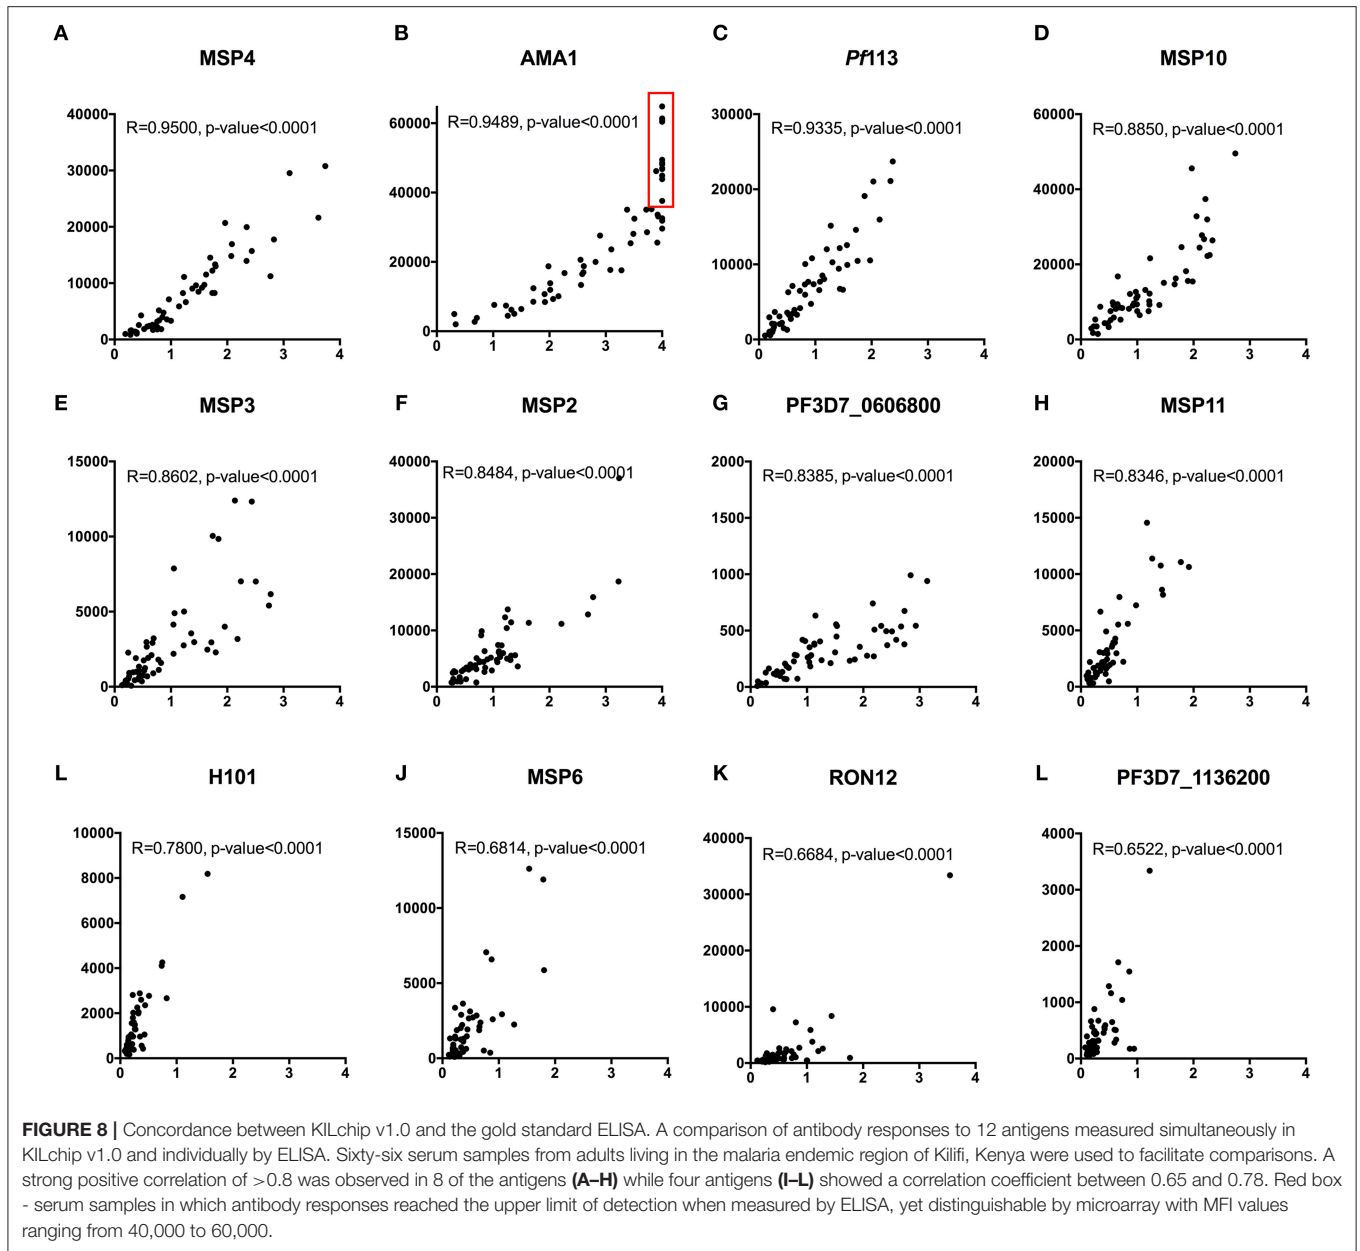 A
MSP4
B
AMA1
C
Pf113
D
MSP10
40000
30000
20000
10000
0
R=0.9500, p-value<0.0001
0 1 2 3 4
60000
40000
20000
0
R=0.9489, p-value<0.0001
0 1 2 3 4
30000
20000
10000
0
R=0.9335, p-value<0.0001
0 1 2 3 4
60000
40000
20000
0
R=0.8850, p-value<0.0001
0 1 2 3 4
E
MSP3
F
MSP2
G
PF3D7_0606800
H
MSP11
15000
10000
5000
0
R=0.8602, p-value<0.0001
0 1 2 3 4
40000
30000
20000
10000
0
R=0.8484, p-value<0.0001
0 1 2 3 4
2000
1500
1000
500
0
R=0.8385, p-value<0.0001
0 1 2 3 4
20000
15000
10000
5000
0
R=0.8346, p-value<0.0001
0 1 2 3 4
L
H101
J
MSP6
K
RON12
L
PF3D7_1136200
10000
8000
6000
4000
2000
0
R=0.7800, p-value<0.0001
0 1 2 3 4
15000
10000
5000
0
R=0.6814, p-value<0.0001
0 1 2 3 4
40000
30000
20000
10000
0
R=0.6684, p-value<0.0001
0 1 2 3 4
4000
3000
2000
1000
0
R=0.6522, p-value<0.0001
0 1 2 3 4
FIGURE 8 | Concordance between KILchip v1.0 and the gold standard ELISA. A comparison of antibody responses to 12 antigens measured simultaneously in
KILchip v1.0 and individually by ELISA. Sixty-six serum samples from adults living in the malaria endemic region of Kilifi, Kenya were used to facilitate comparisons. A
strong positive correlation of >0.8 was observed in 8 of the antigens (A–H) while four antigens (I–L) showed a correlation coefficient between 0.65 and 0.78. Red box
- serum samples in which antibody responses reached the upper limit of detection when measured by ELISA, yet distinguishable by microarray with MFI values
ranging from 40,000 to 60,000.